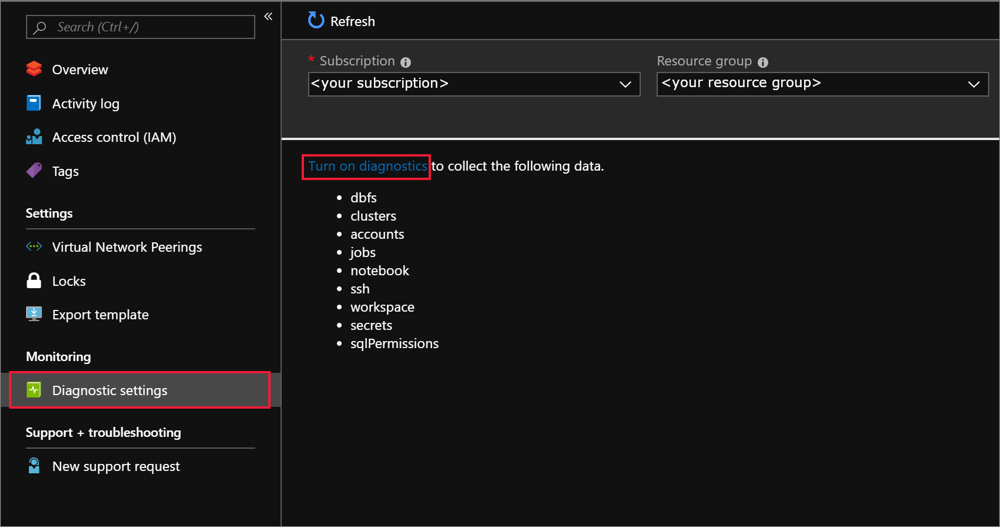 Search (Ctrl+/)
«
Overview
Activity log
Access control (IAM)
Tags
Settings
Virtual Network Peerings
Locks
Export template
Monitoring
Diagnostic settings
Support + troubleshooting
New support request
Refresh
* Subscription
<your subscription>
Resource group
<your resource group>
Turn on diagnostics to collect the following data.
• dbfs
• clusters
• accounts
• jobs
• notebook
• ssh
• workspace
• secrets
• sqlPermissions